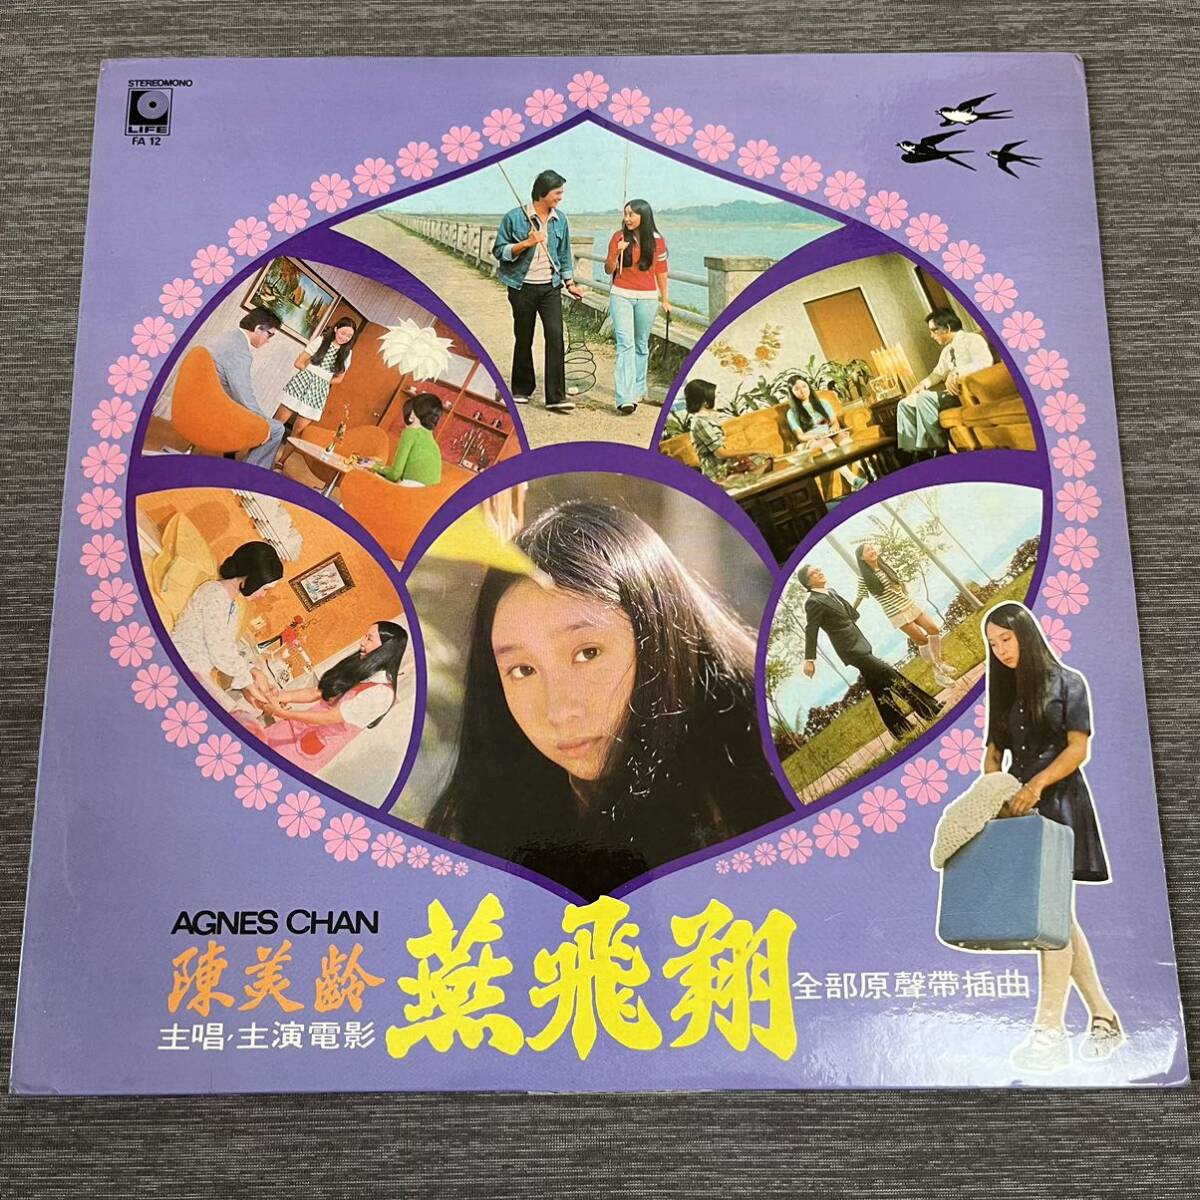 STEREO/MONO
LIFE
FA 12
AGNES CHAN
陳美齡
主唱,主演電影
燕飛翔
全部原聲帶插曲